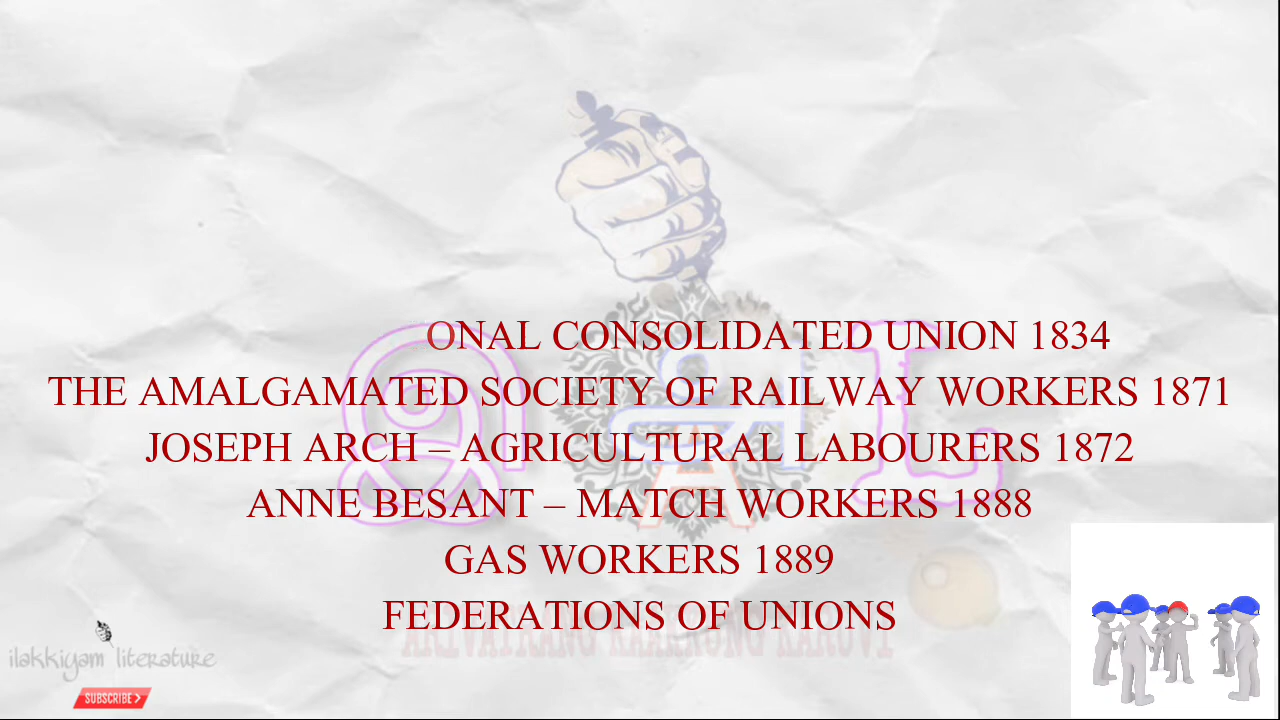 ONAL CONSOLIDATED UNION 1834
THE AMALGAMATED SOCIETY OF RAILWAY WORKERS 1871
JOSEPH ARCH – AGRICULTURAL LABOURERS 1872
ANNE BESANT – MATCH WORKERS 1888
GAS WORKERS 1889
FEDERATIONS OF UNIONS
இ L
ilakkiyam literature
SUBSCRIBE >